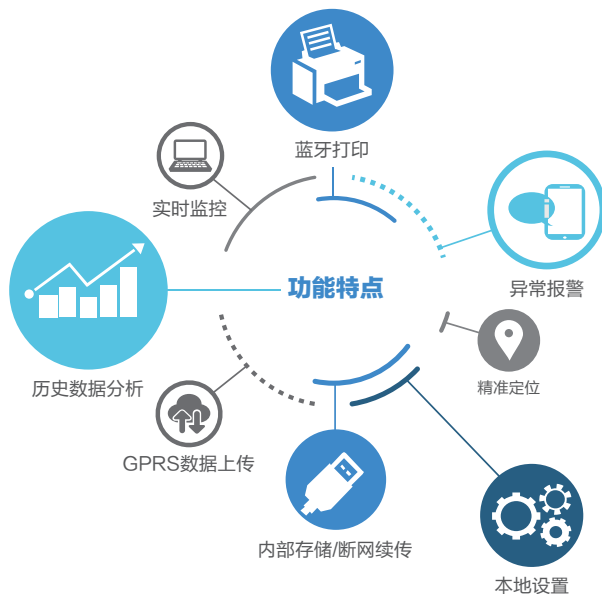 蓝牙打印
实时监控
功能特点
异常报警
历史数据分析
精准定位
GPRS数据上传
内部存储/断网续传
本地设置